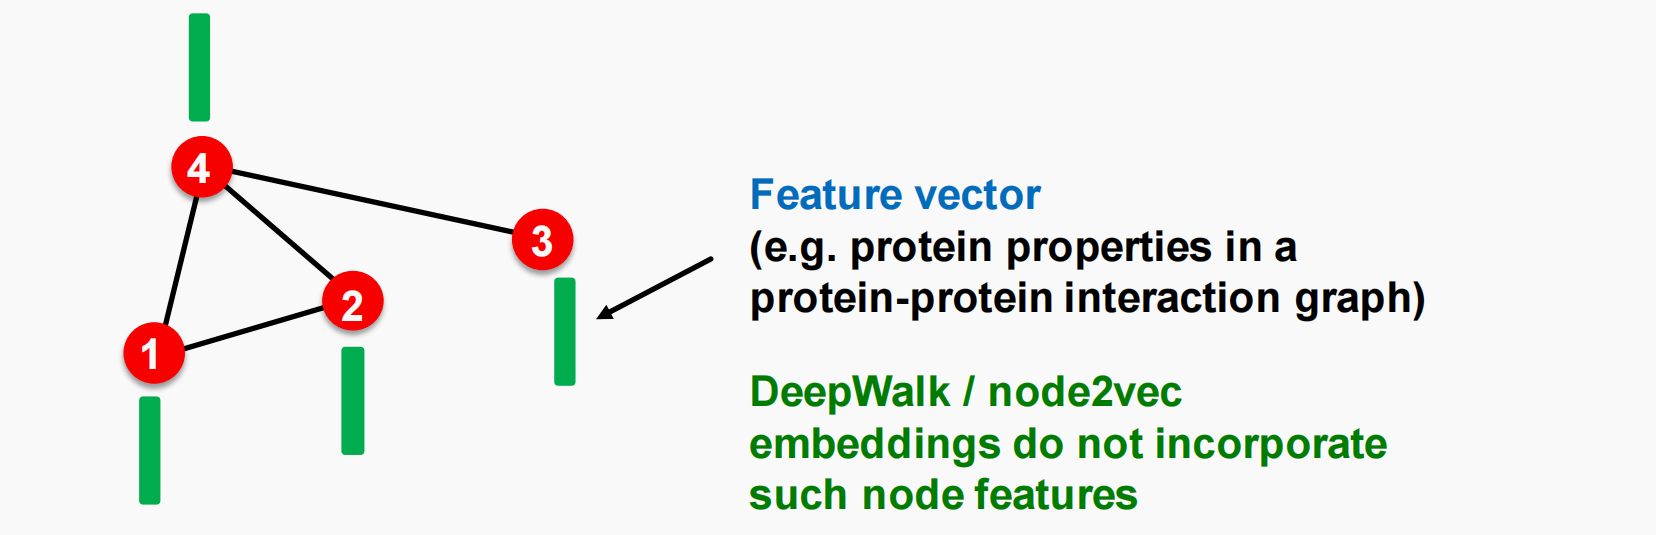 4
3
2
1
Feature vector
(e.g. protein properties in a
protein-protein interaction graph)
DeepWalk / node2vec
embeddings do not incorporate
such node features